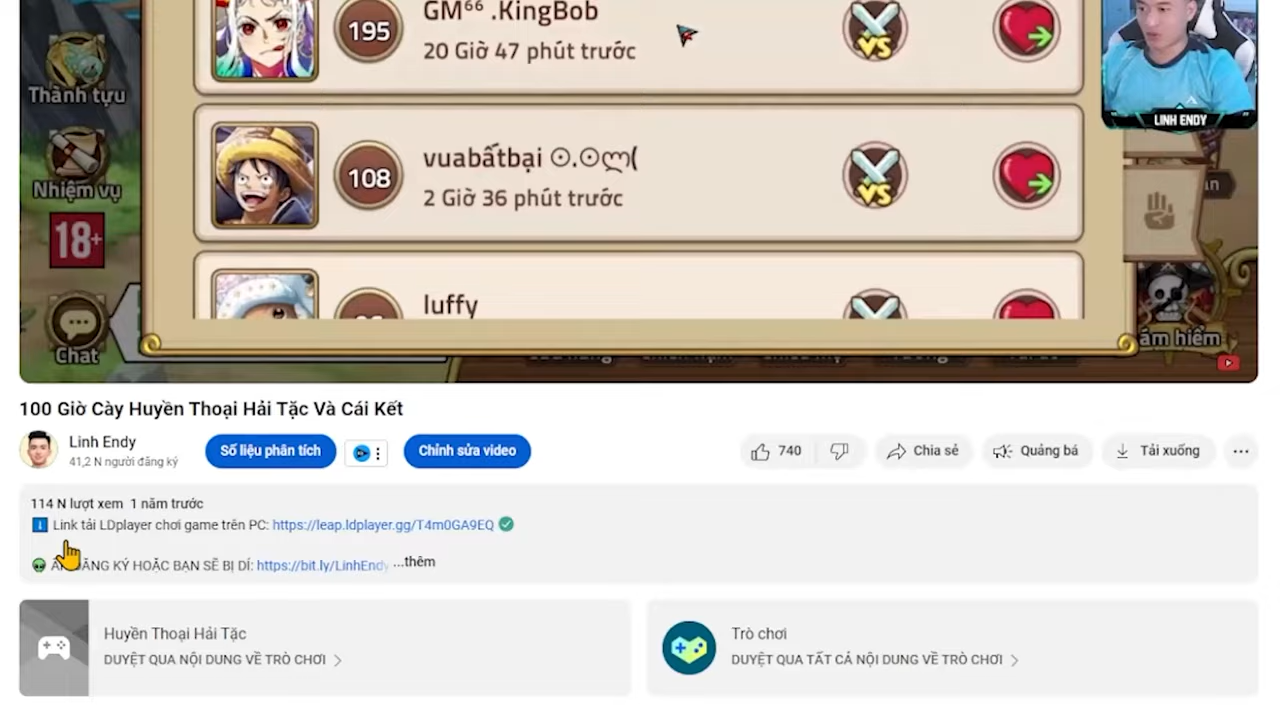 GM⁶⁶ .KingBob
195
20 Giờ 47 phút trước
VS
Thành tựu
LINH ENDY
vuabất​bại ⊙.⊙ლ(
108
2 Giờ 36 phút trước
VS
Nhiệm vụ
18+
luffy
Chat
ám hiểm
100 Giờ Cày Huyền Thoại Hải Tặc Và Cái Kết
Linh Endy
41,2 N người đăng ký
Số liệu phân tích
Chỉnh sửa video
740
Chia sẻ
Quảng bá
Tải xuống
114 N lượt xem 1 năm trước
Link tải LDplayer chơi game trên PC: https://leap.ldplayer.gg/T4m0GA9EQ
ĂNG KÝ HOẶC BẠN SẼ BỊ DÍ: https://bit.ly/LinhEndy ...thêm
Huyền Thoại Hải Tặc
DUYỆT QUA NỘI DUNG VỀ TRÒ CHƠI
Trò chơi
DUYỆT QUA TẤT CẢ NỘI DUNG VỀ TRÒ CHƠI